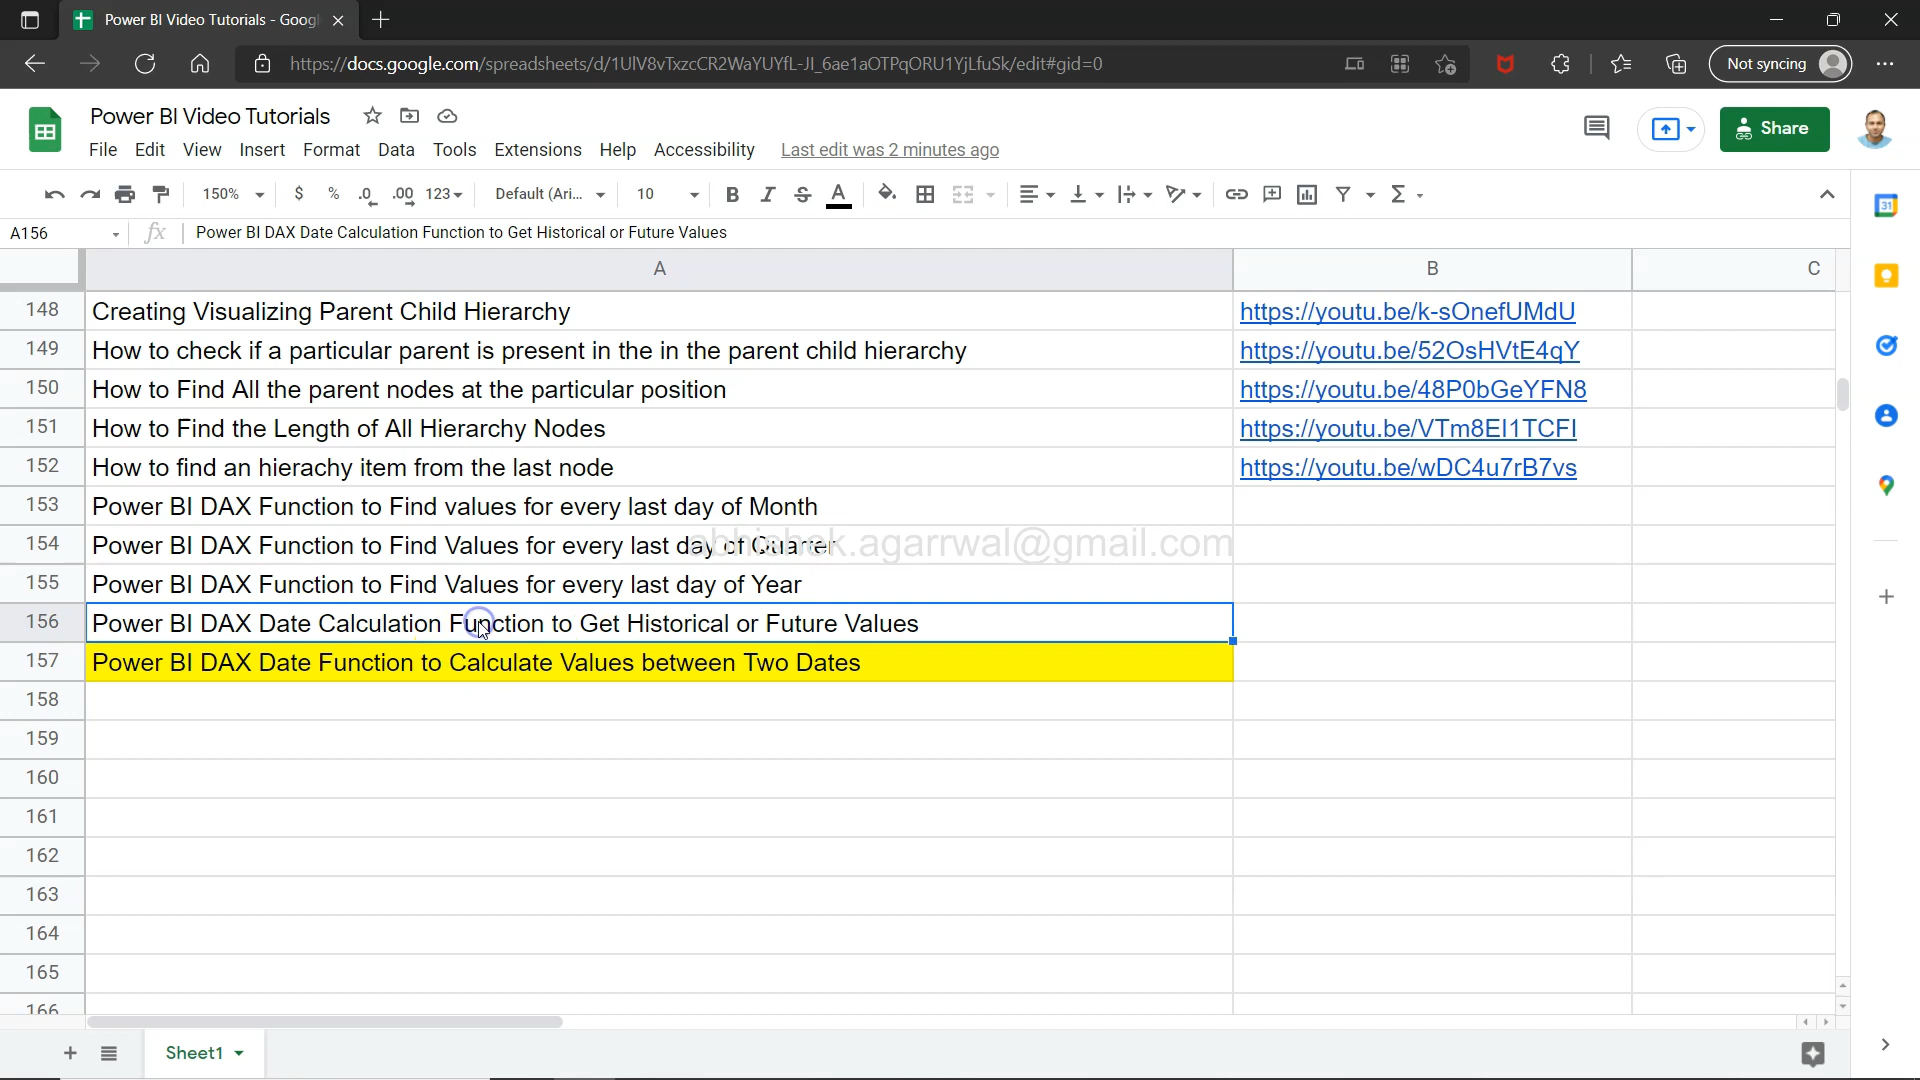 Power BI Video Tutorials - Goog
https://docs.google.com/spreadsheets/d/1UlV8vTxzcCR2WaYUYfL-JI_6ae1aOTPqORU1YjLfuSk/edit#gid=0
Not syncing
Power BI Video Tutorials
File Edit View Insert Format Data Tools Extensions Help Accessibility Last edit was 2 minutes ago
Share
150% $ % .0 .00 123 Default (Ari... 10 B I S A
31
A156 fx Power BI DAX Date Calculation Function to Get Historical or Future Values
A B C
148 Creating Visualizing Parent Child Hierarchy https://youtu.be/k-sOnefUMdU
149 How to check if a particular parent is present in the in the parent child hierarchy https://youtu.be/52OsHVtE4qY
150 How to Find All the parent nodes at the particular position https://youtu.be/48P0bGeYFN8
151 How to Find the Length of All Hierarchy Nodes https://youtu.be/VTm8EI1TCFI
152 How to find an hierachy item from the last node https://youtu.be/wDC4u7rB7vs
153 Power BI DAX Function to Find values for every last day of Month
154 Power BI DAX Function to Find Values for every last day of Quarter
abhishek.agarrwal@gmail.com
155 Power BI DAX Function to Find Values for every last day of Year
156 Power BI DAX Date Calculation Function to Get Historical or Future Values
157 Power BI DAX Date Function to Calculate Values between Two Dates
158
159
160
161
162
163
164
165
166
Sheet1